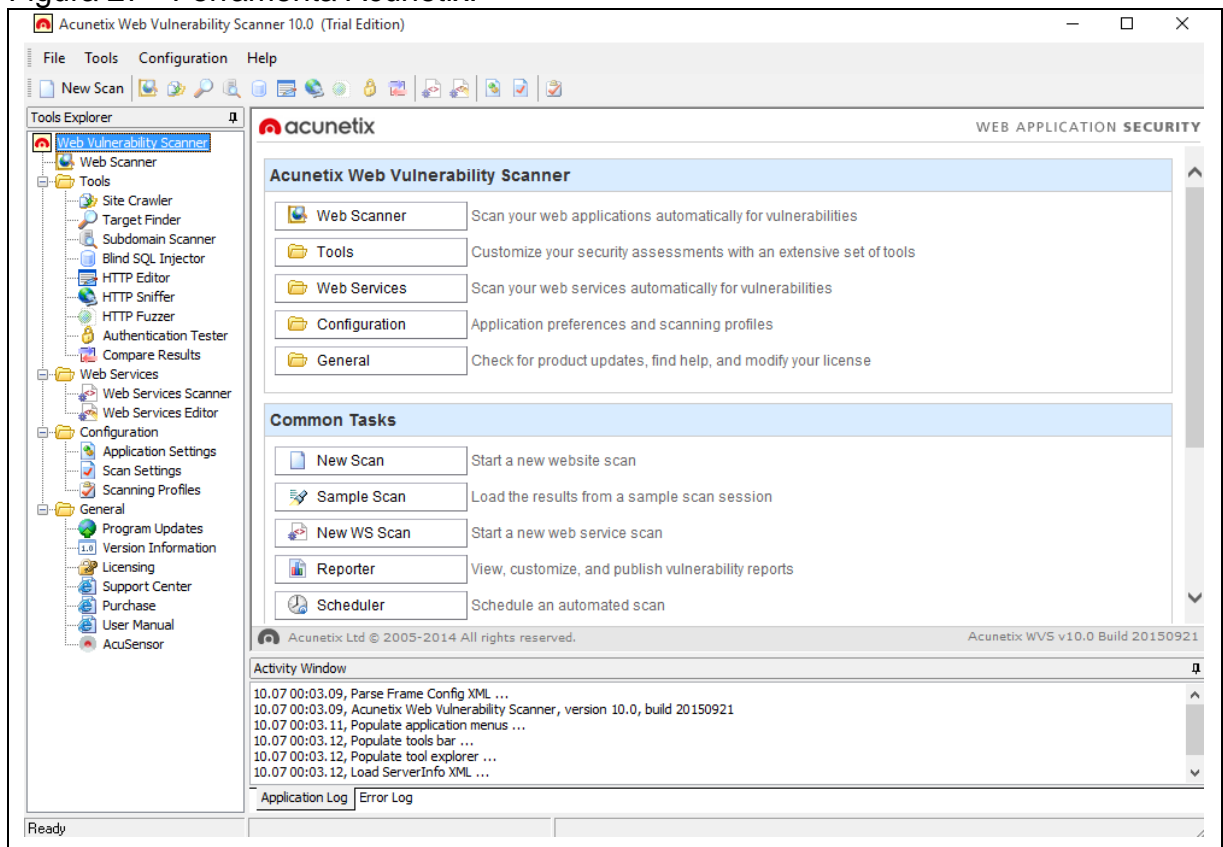 Acunetix Web Vulnerability Scanner 10.0 (Trial Edition)
File Tools Configuration Help
New Scan
Tools Explorer
Web Vulnerability Scanner
Web Scanner
Tools
Site Crawler
Target Finder
Subdomain Scanner
Blind SQL Injector
HTTP Editor
HTTP Sniffer
HTTP Fuzzer
Authentication Tester
Compare Results
Web Services
Web Services Scanner
Web Services Editor
Configuration
Application Settings
Scan Settings
Scanning Profiles
General
Program Updates
1.0 Version Information
Licensing
Support Center
Purchase
User Manual
AcuSensor
acunetix
WEB APPLICATION SECURITY
Acunetix Web Vulnerability Scanner
Web Scanner Scan your web applications automatically for vulnerabilities
Tools Customize your security assessments with an extensive set of tools
Web Services Scan your web services automatically for vulnerabilities
Configuration Application preferences and scanning profiles
General Check for product updates, find help, and modify your license
Common Tasks
New Scan Start a new website scan
Sample Scan Load the results from a sample scan session
New WS Scan Start a new web service scan
Reporter View, customize, and publish vulnerability reports
Scheduler Schedule an automated scan
Acunetix Ltd © 2005-2014 All rights reserved.
Acunetix WVS v10.0 Build 20150921
Activity Window
10.07 00:03.09, Parse Frame Config XML ...
10.07 00:03.09, Acunetix Web Vulnerability Scanner, version 10.0, build 20150921
10.07 00:03.11, Populate application menus ...
10.07 00:03.12, Populate tools bar ...
10.07 00:03.12, Populate tool explorer ...
10.07 00:03.12, Load ServerInfo XML ...
Application Log Error Log
Ready